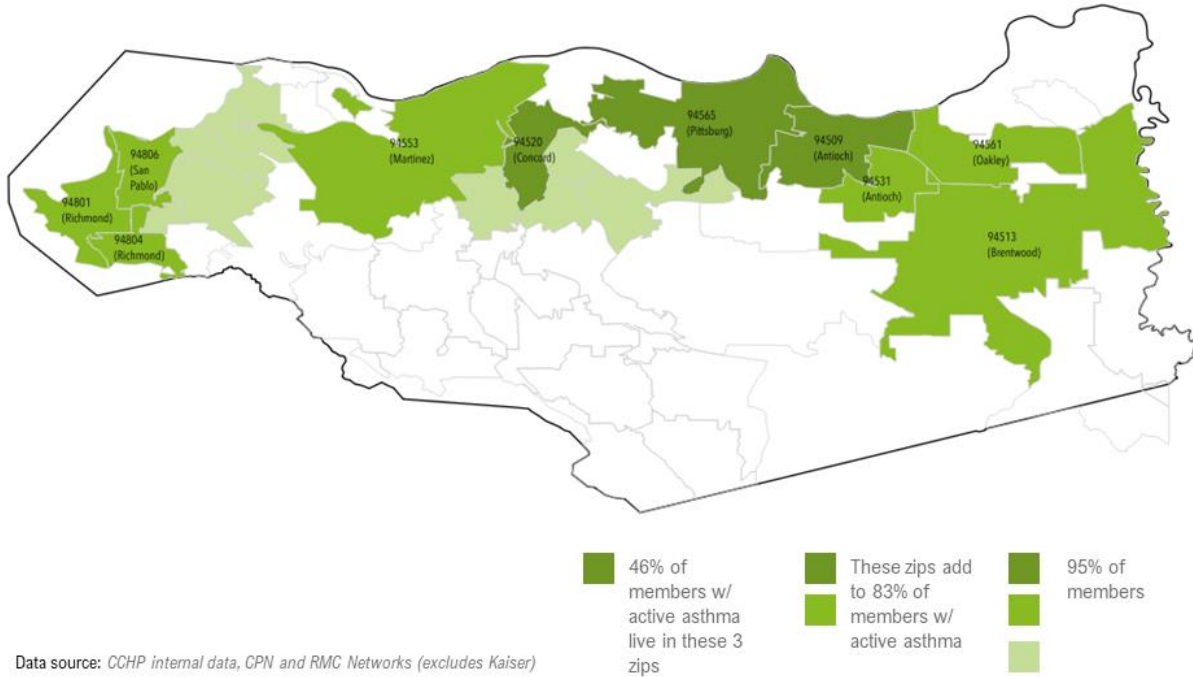 94565
(Pittsburg)
94553
(Martinez)
94520
(Concord)
94509
(Antioch)
94561
(Oakley)
94806
(San
Pablo)
94531
(Antioch)
94801
(Richmond)
94804
(Richmond)
94513
(Brentwood)
46% of
members w/
active asthma
live in these 3
zips
These zips add
to 83% of
members w/
active asthma
95% of
members
Data source: CCHP internal data, CPN and RMC Networks (excludes Kaiser)